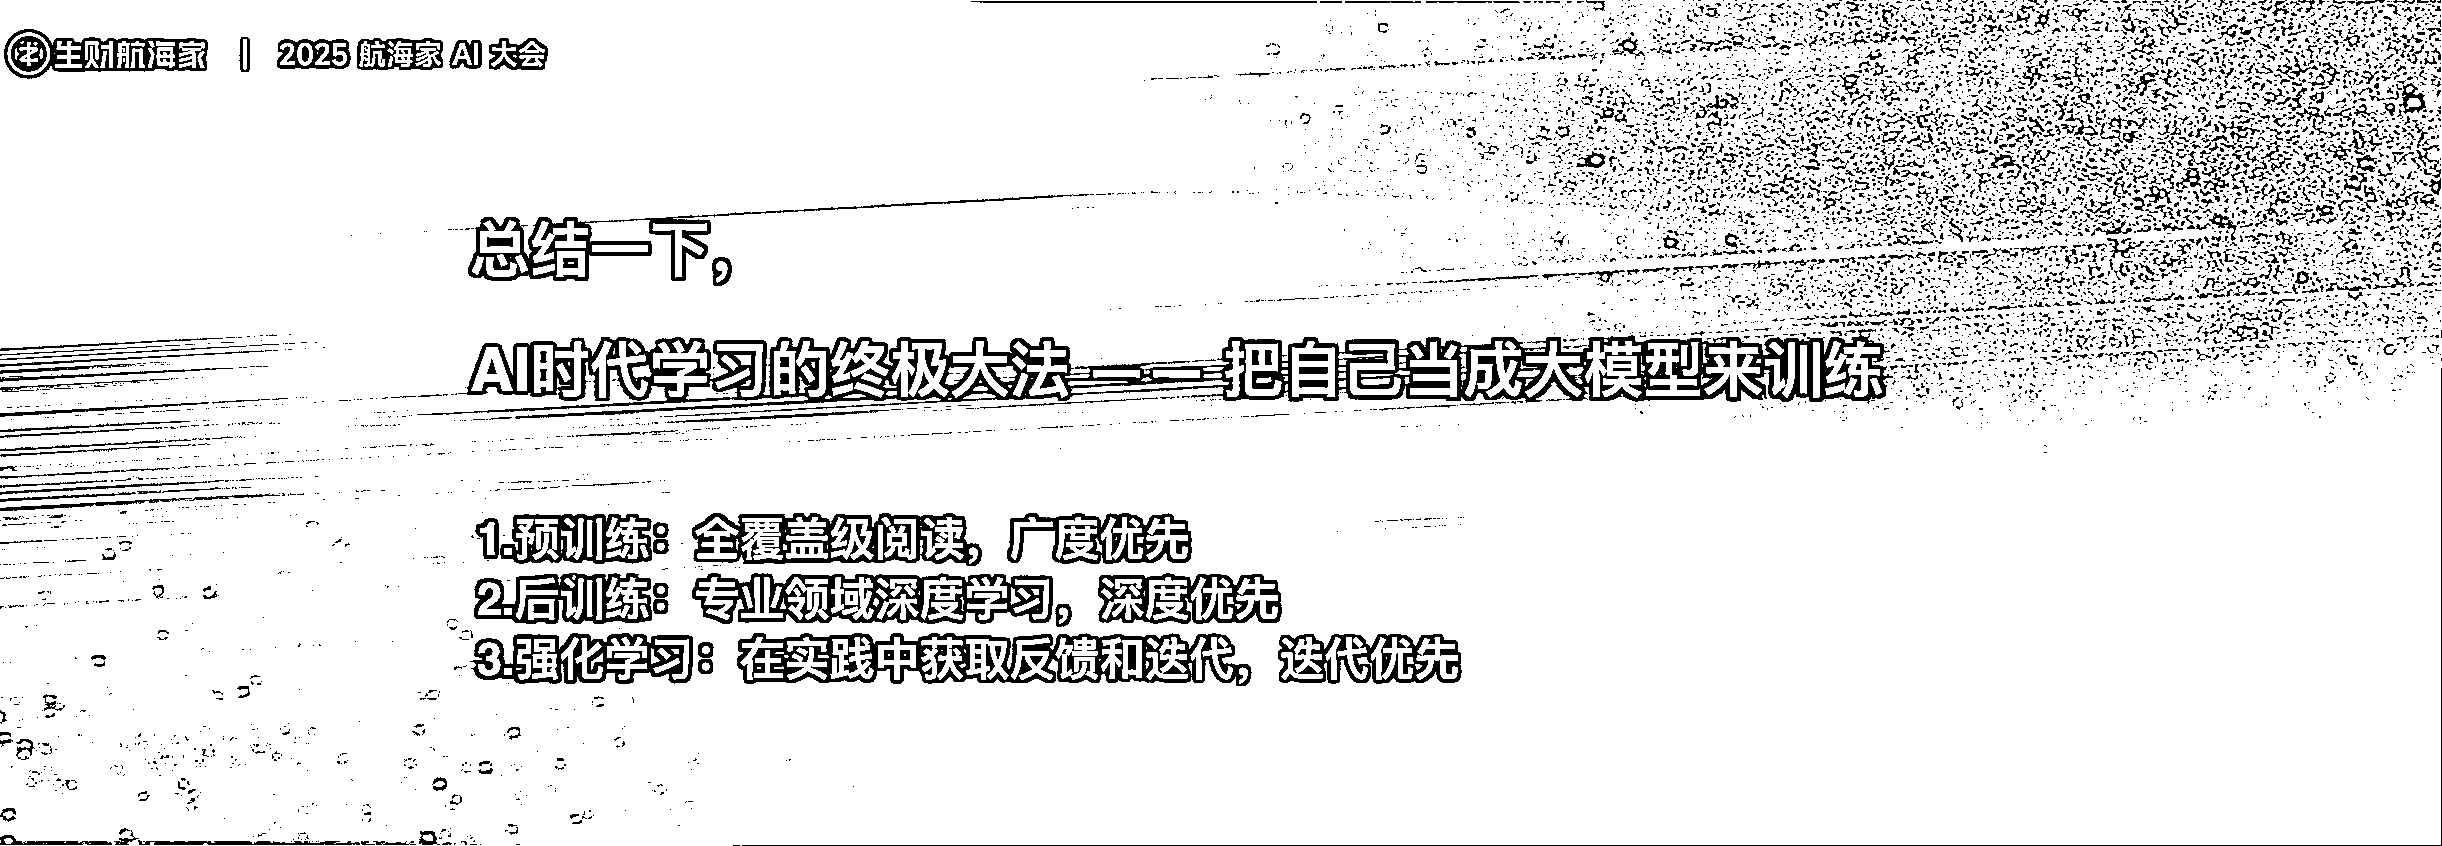 生财航海家 | 2025 航海家 AI 大会
总结一下，
AI时代学习的终极大法 —— 把自己当成大模型来训练
1.预训练：全覆盖级阅读，广度优先
2.后训练：专业领域深度学习，深度优先
3.强化学习：在实践中获取反馈和迭代，迭代优先